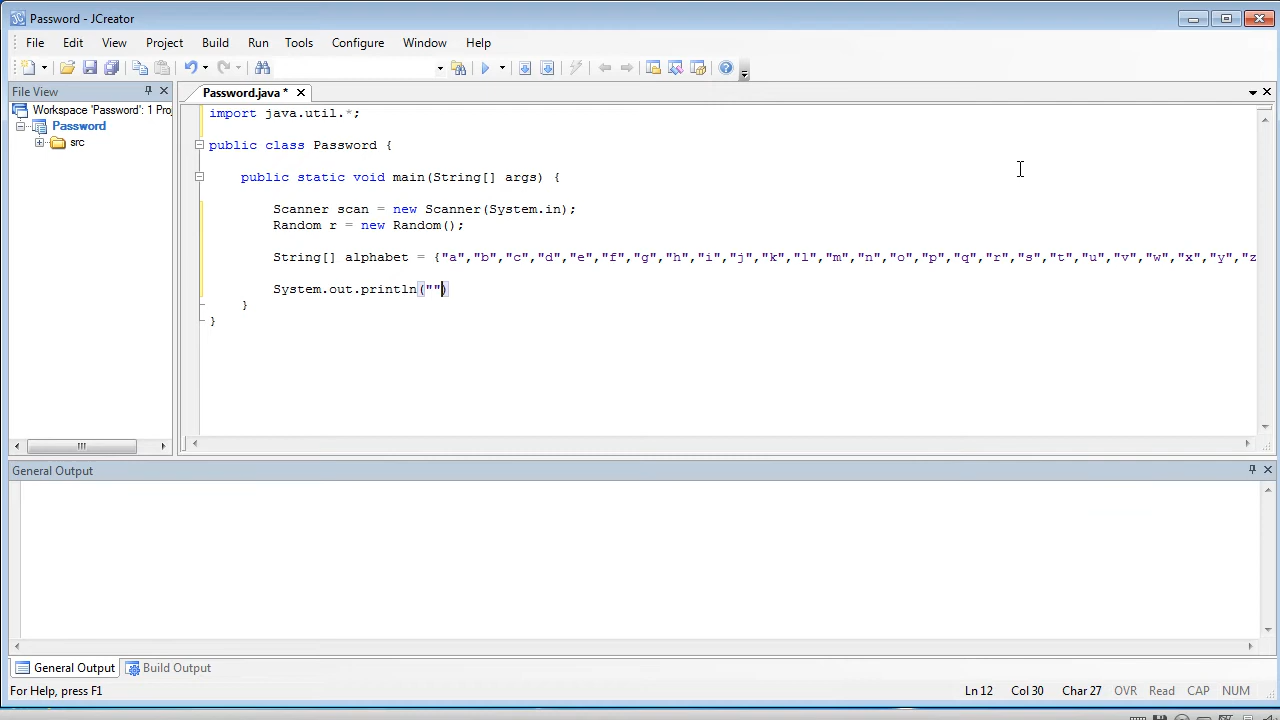 Password - JCreator
File Edit View Project Build Run Tools Configure Window Help
File View
Password.java *
Workspace 'Password': 1 Proj
Password
src
import java.util.*;
public class Password {
public static void main(String[] args) {
Scanner scan = new Scanner(System.in);
Random r = new Random();
String[] alphabet = {"a","b","c","d","e","f","g","h","i","j","k","l","m","n","o","p","q","r","s","t","u","v","w","x","y","z
System.out.println("")
}
}
General Output
General Output Build Output
For Help, press F1 Ln 12 Col 30 Char 27 OVR Read CAP NUM